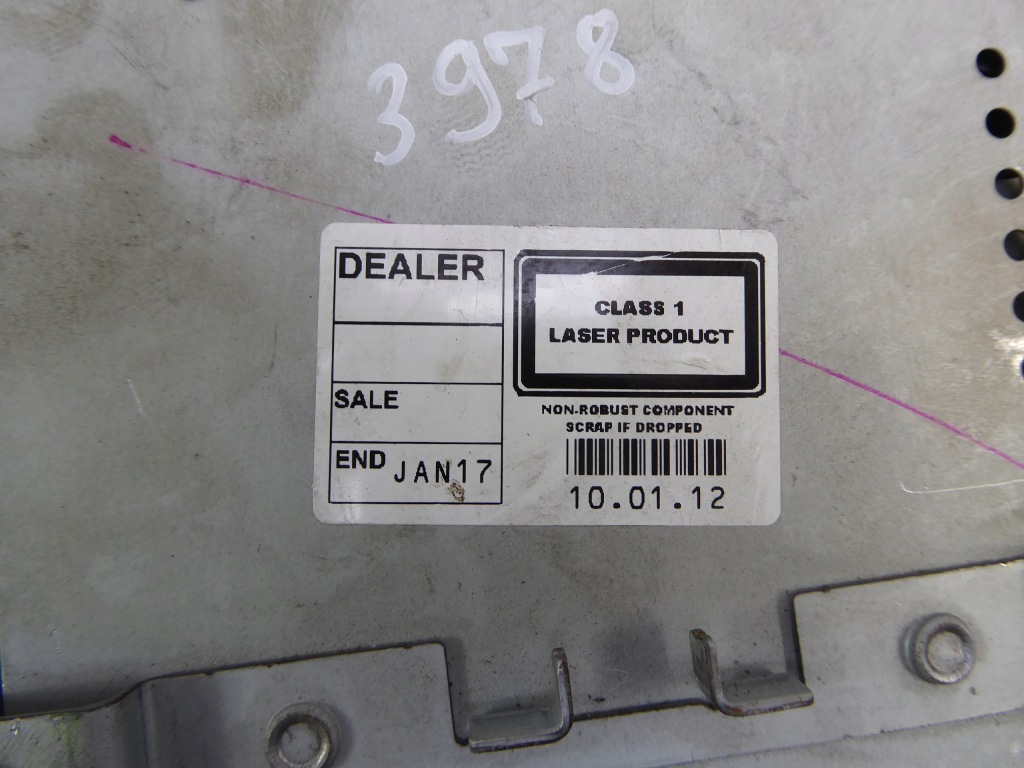 3978
DEALER
SALE
END JAN17
CLASS 1
LASER PRODUCT
NON-ROBUST COMPONENT
SCRAP IF DROPPED
10.01.12